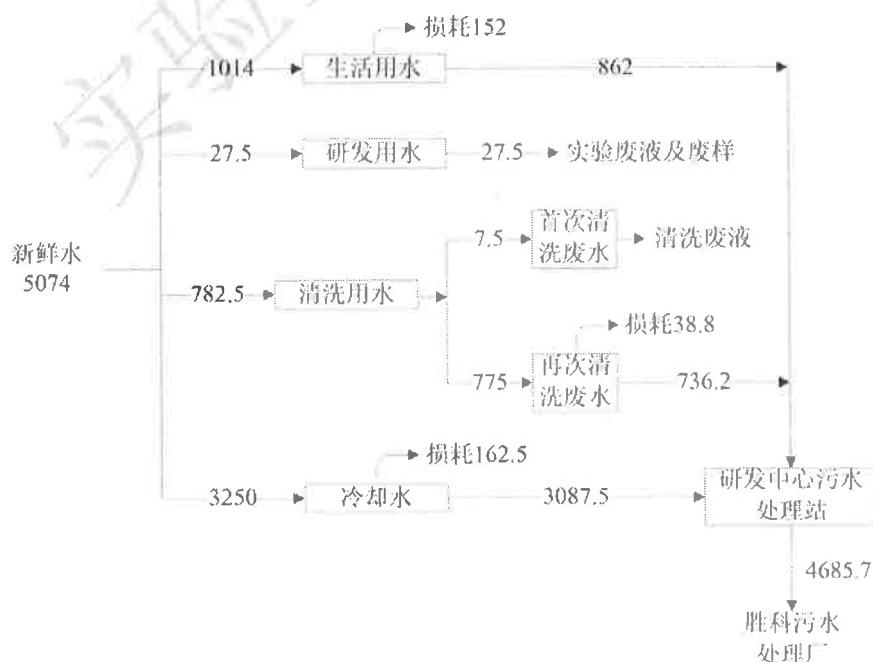 损耗152
1014
生活用水
862
27.5
研发用水
27.5
实验废液及废样
新鲜水
5074
782.5
清洗用水
7.5
首次清
洗废水
清洗废液
损耗38.8
775
再次清
洗废水
736.2
损耗162.5
3250
冷却水
3087.5
研发中心污水
处理站
4685.7
胜科污水
处理厂
实验